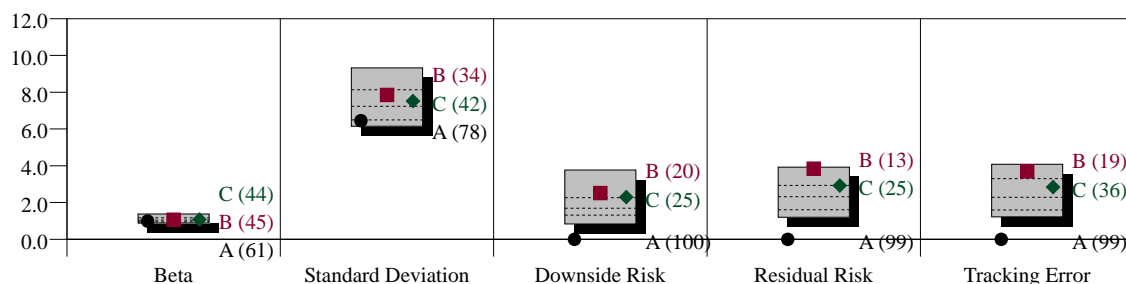 12.0
10.0
8.0
6.0
4.0
2.0
0.0
C (44)
B (45)
A (61)
Beta
B (34)
C (42)
A (78)
Standard Deviation
B (20)
C (25)
A (100)
Downside Risk
B (13)
C (25)
A (99)
Residual Risk
B (19)
C (36)
A (99)
Tracking Error